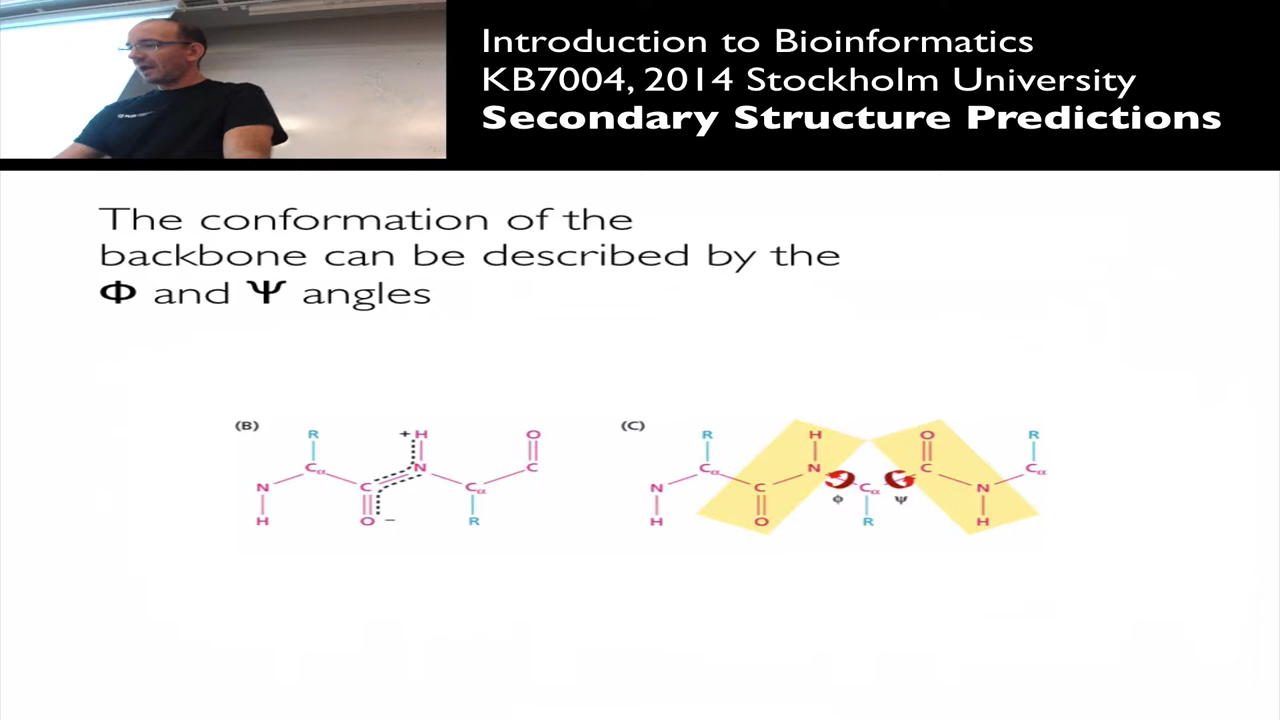 Introduction to Bioinformatics
KB7004, 2014 Stockholm University
Secondary Structure Predictions
The conformation of the
backbone can be described by the
Φ and Ψ angles
(B)
R
+H
O
Cα
N
C
N
C
Cα
H
O−
R
(C)
R
H
O
R
Cα
N
C
Cα
N
C
Cα
N
Φ
Ψ
H
O
R
H